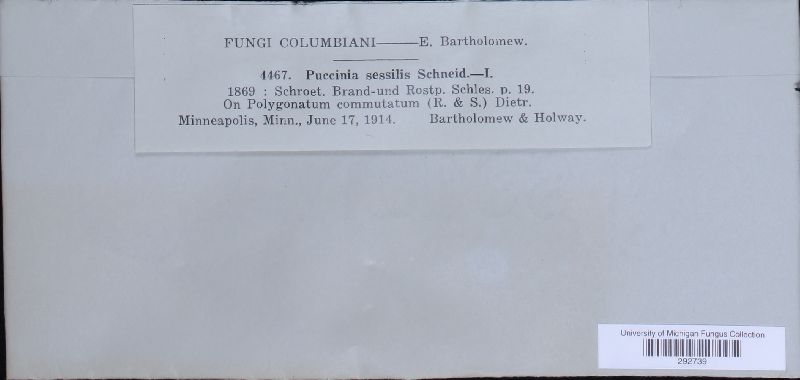 FUNGI COLUMBIANI——E. Bartholomew.
4467. Puccinia sessilis Schneid.—I.
1869 : Schroet. Brand-und Rostp. Schles. p. 19.
On Polygonatum commutatum (R. & S.) Dietr.
Minneapolis, Minn., June 17, 1914. Bartholomew & Holway.
University of Michigan Fungus Collection
292739